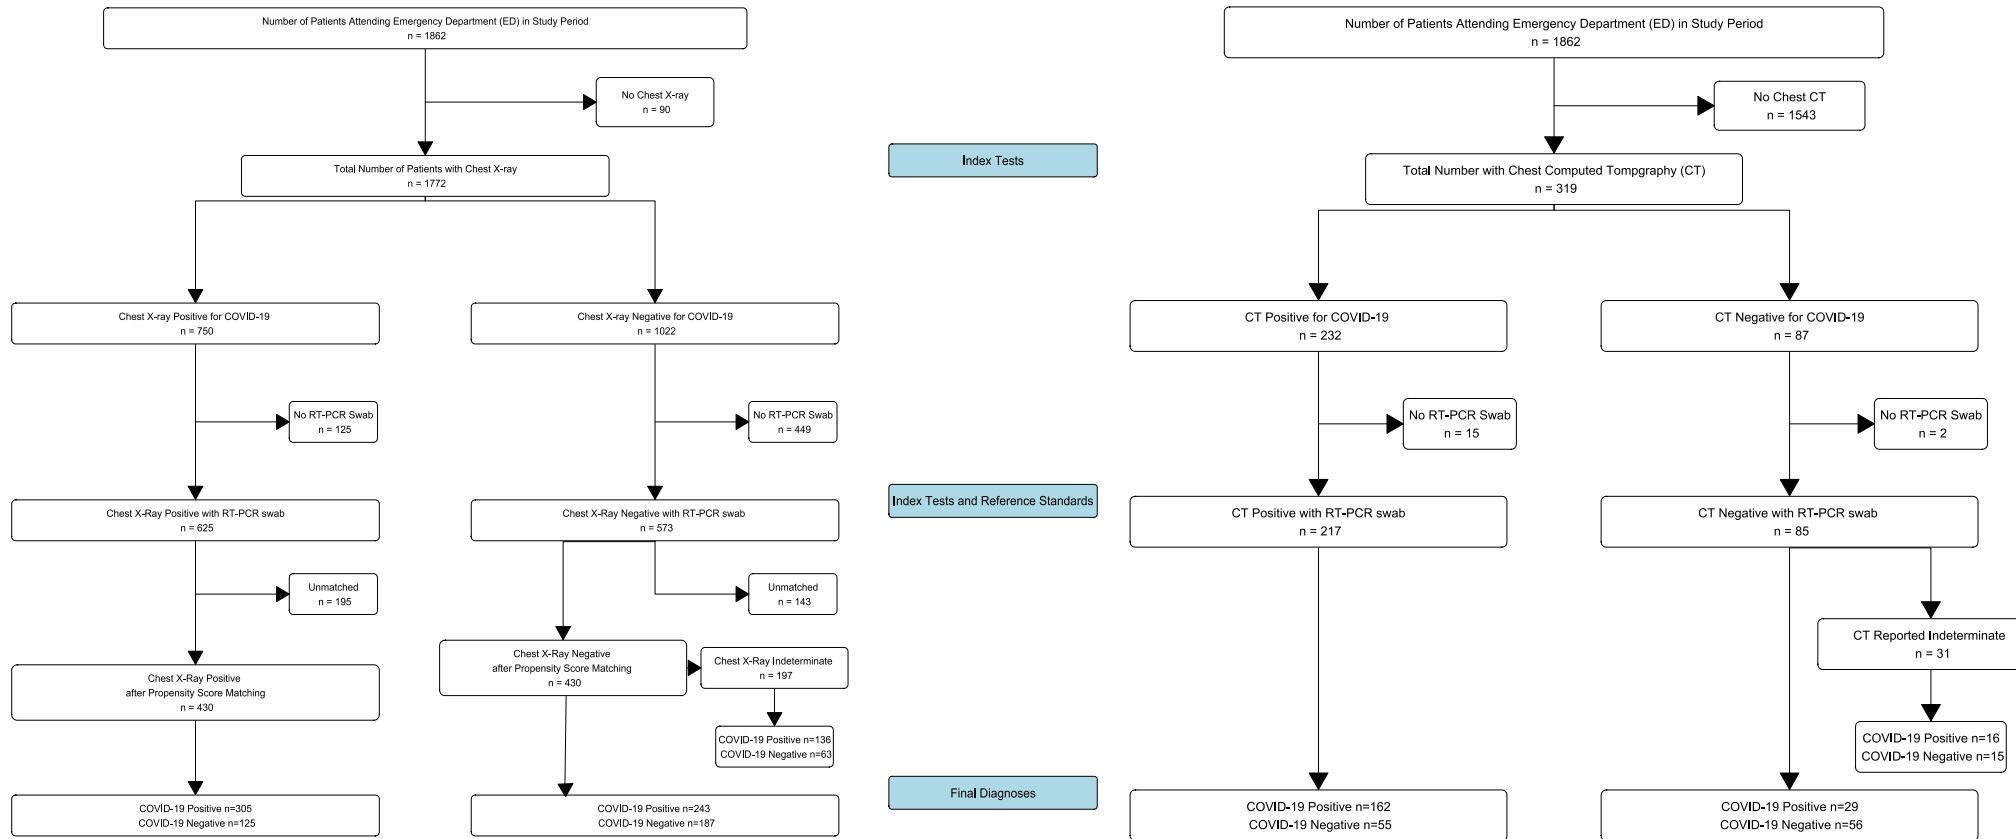 Number of Patients Attending Emergency Department (ED) in Study Period
n = 1862
No Chest X-ray
n = 90
Total Number of Patients with Chest X-ray
n = 1772
Chest X-ray Positive for COVID-19
n = 750
Chest X-ray Negative for COVID-19
n = 1022
No RT-PCR Swab
n = 125
No RT-PCR Swab
n = 449
Chest X-Ray Positive with RT-PCR swab
n = 625
Chest X-Ray Negative with RT-PCR swab
n = 573
Unmatched
n = 195
Unmatched
n = 143
Chest X-Ray Positive
after Propensity Score Matching
n = 430
Chest X-Ray Negative
after Propensity Score Matching
n = 430
Chest X-Ray Indeterminate
n = 197
COVID-19 Positive n=136
COVID-19 Negative n=63
COVID-19 Positive n=305
COVID-19 Negative n=125
COVID-19 Positive n=243
COVID-19 Negative n=187
Index Tests
Index Tests and Reference Standards
Final Diagnoses
Number of Patients Attending Emergency Department (ED) in Study Period
n = 1862
No Chest CT
n = 1543
Total Number with Chest Computed Tompgraphy (CT)
n = 319
CT Positive for COVID-19
n = 232
CT Negative for COVID-19
n = 87
No RT-PCR Swab
n = 15
No RT-PCR Swab
n = 2
CT Positive with RT-PCR swab
n = 217
CT Negative with RT-PCR swab
n = 85
CT Reported Indeterminate
n = 31
COVID-19 Positive n=16
COVID-19 Negative n=15
COVID-19 Positive n=162
COVID-19 Negative n=55
COVID-19 Positive n=29
COVID-19 Negative n=56